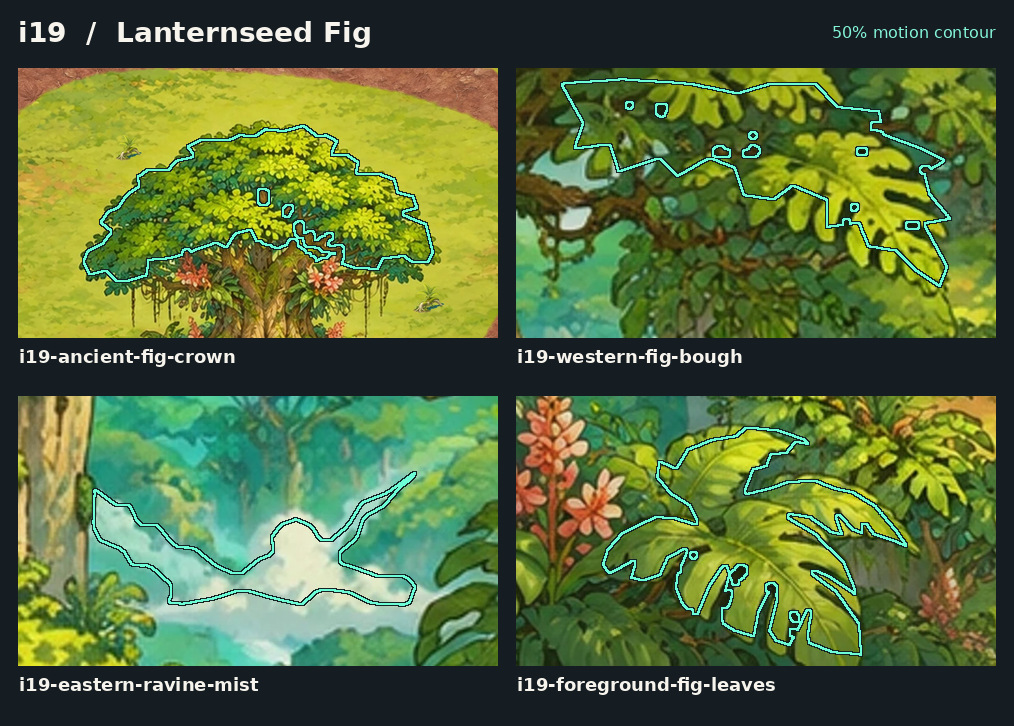 i19 / Lanternseed Fig
50% motion contour
i19-ancient-fig-crown
i19-western-fig-bough
i19-eastern-ravine-mist
i19-foreground-fig-leaves